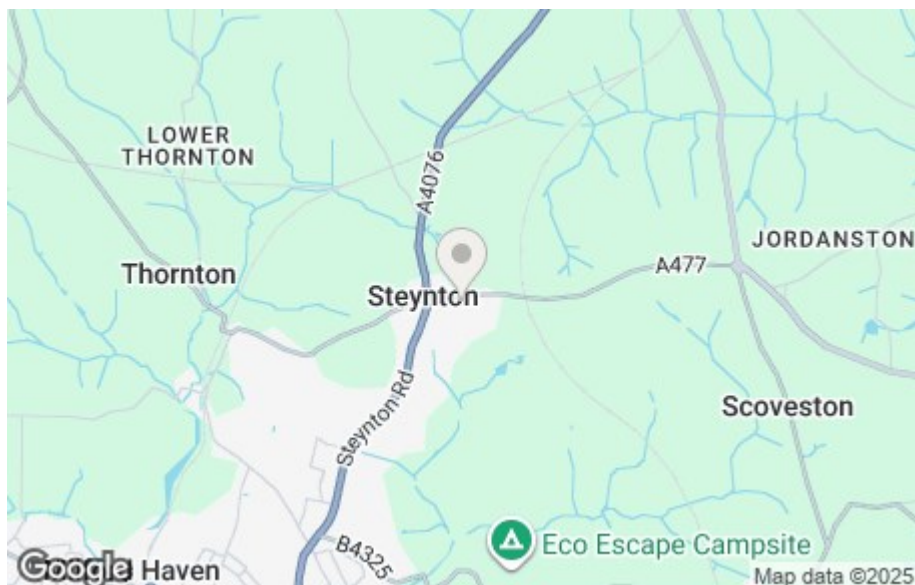 LOWER
THORNTON
A4076
JORDANSTON
A477
Thornton
Steynton
Steynton Rd
Scoveston
B4325
Eco Escape Campsite
Google
Haven
Map data ©2025